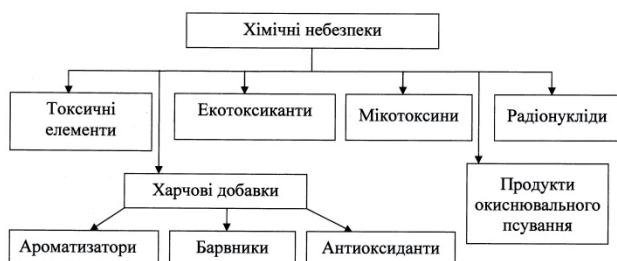 Хімічні небезпеки
Токсичні
елементи
Екотоксиканти
Мікотоксини
Радіонукліди
Харчові добавки
Продукти
окиснювального
псування
Ароматизатори
Барвники
Антиоксиданти